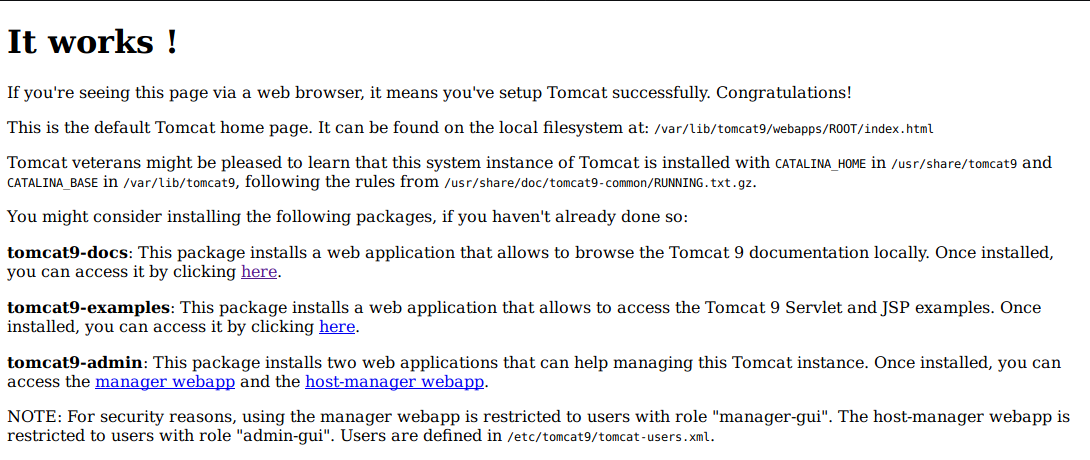 It works !
If you're seeing this page via a web browser, it means you've setup Tomcat successfully. Congratulations!
This is the default Tomcat home page. It can be found on the local filesystem at: /var/lib/tomcat9/webapps/ROOT/index.html
Tomcat veterans might be pleased to learn that this system instance of Tomcat is installed with CATALINA_HOME in /usr/share/tomcat9 and
CATALINA_BASE in /var/lib/tomcat9, following the rules from /usr/share/doc/tomcat9-common/RUNNING.txt.gz.
You might consider installing the following packages, if you haven't already done so:
tomcat9-docs: This package installs a web application that allows to browse the Tomcat 9 documentation locally. Once installed,
you can access it by clicking here.
tomcat9-examples: This package installs a web application that allows to access the Tomcat 9 Servlet and JSP examples. Once
installed, you can access it by clicking here.
tomcat9-admin: This package installs two web applications that can help managing this Tomcat instance. Once installed, you can
access the manager webapp and the host-manager webapp.
NOTE: For security reasons, using the manager webapp is restricted to users with role "manager-gui". The host-manager webapp is
restricted to users with role "admin-gui". Users are defined in /etc/tomcat9/tomcat-users.xml.